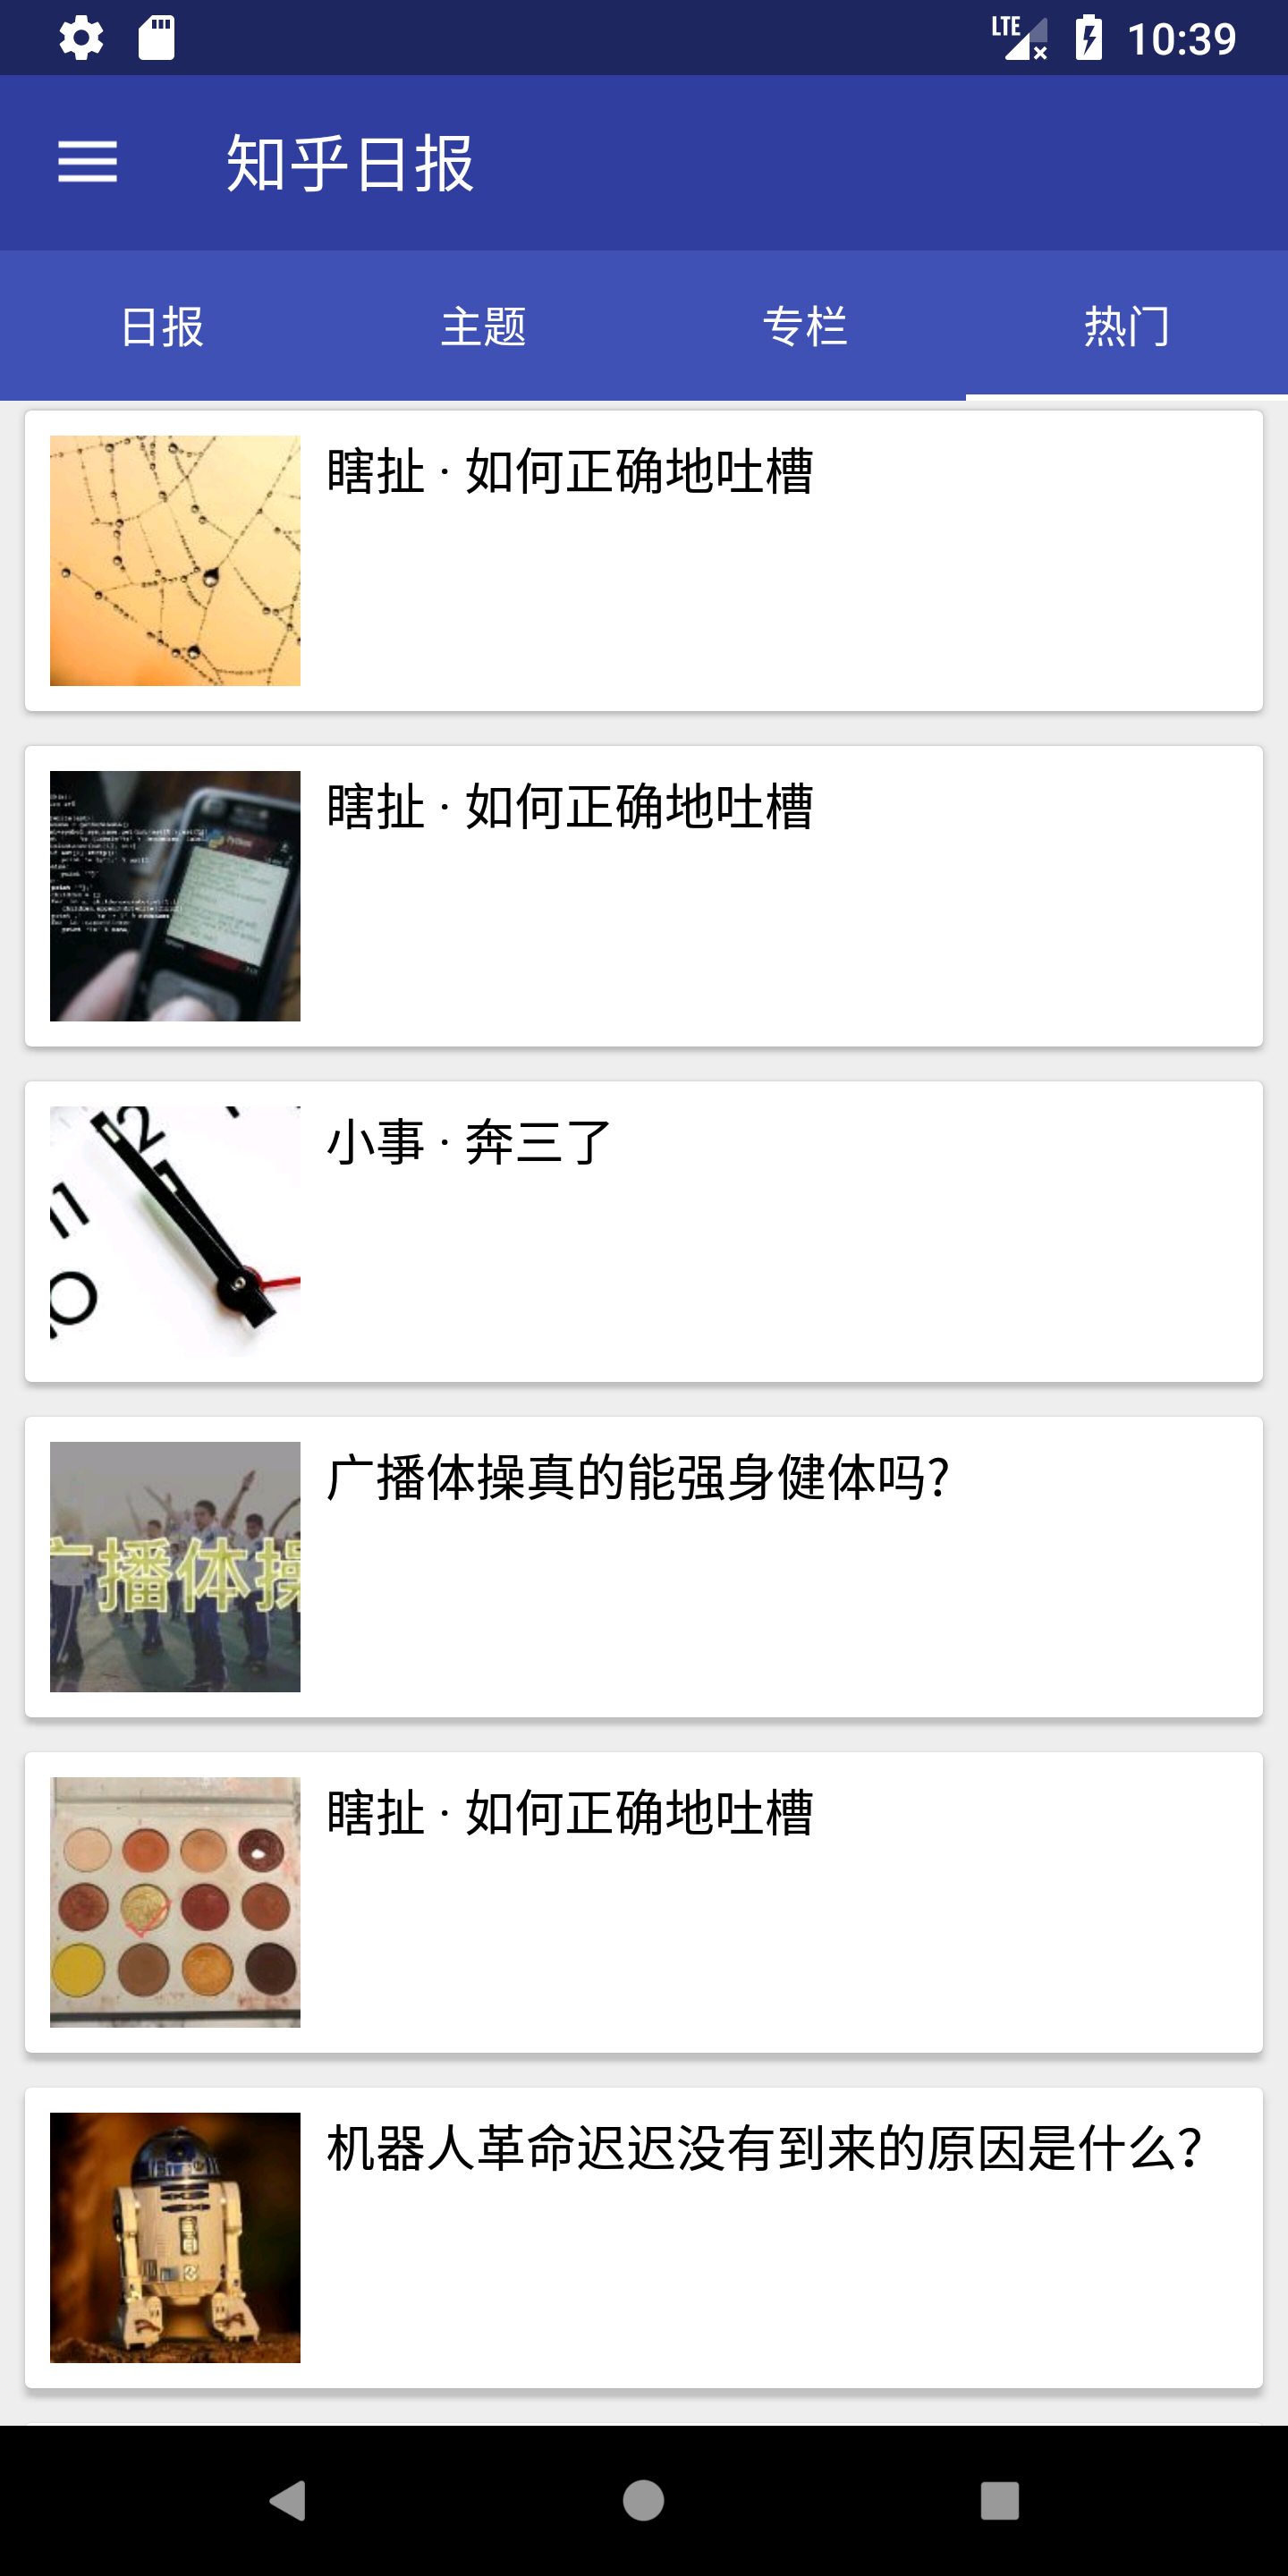 LTE 10:39
知乎日报
日报 主题 专栏 热门
瞎扯 · 如何正确地吐槽
瞎扯 · 如何正确地吐槽
小事 · 奔三了
12
11
广播体操真的能强身健体吗?
广播体操
瞎扯 · 如何正确地吐槽
机器人革命迟迟没有到来的原因是什么?